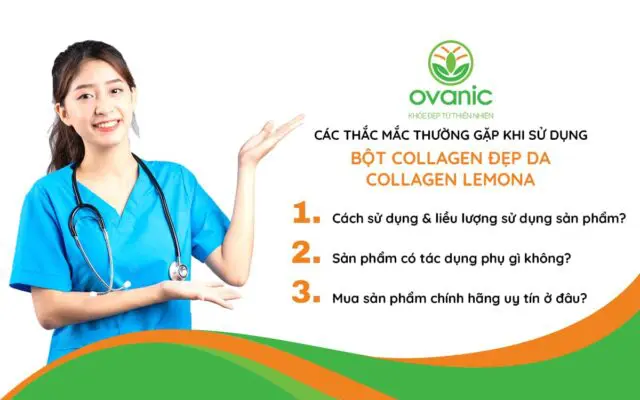 ovanic
KHỎE ĐẸP TỪ THIÊN NHIÊN
CÁC THẮC MẮC THƯỜNG GẶP KHI SỬ DỤNG
BỘT COLLAGEN ĐẸP DA
COLLAGEN LEMONA
1. Cách sử dụng & liều lượng sử dụng sản phẩm?
2. Sản phẩm có tác dụng phụ gì không?
3. Mua sản phẩm chính hãng uy tín ở đâu?